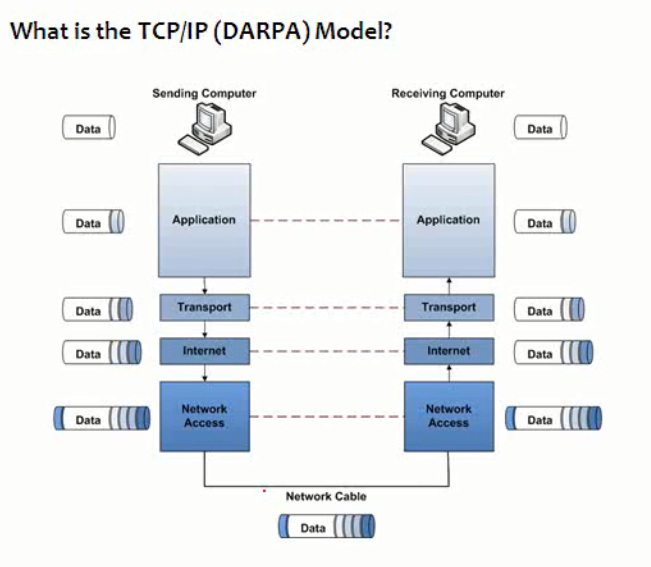 What is the TCP/IP (DARPA) Model?
Sending Computer
Receiving Computer
Data
Data
Data
Application
Application
Data
Data
Transport
Transport
Data
Data
Internet
Internet
Data
Data
Network
Access
Network
Access
Data
Network Cable
Data